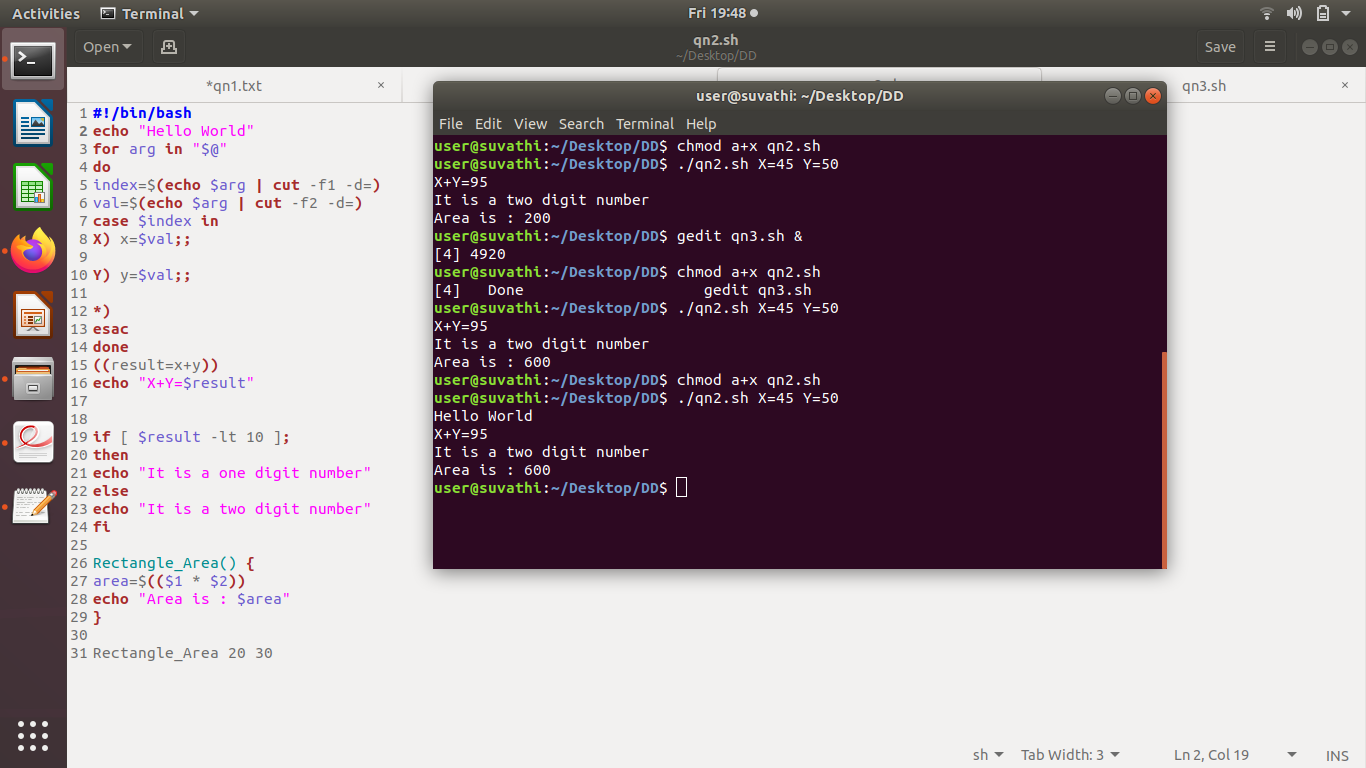 Activities Terminal Fri 19:48
Open qn2.sh Save
~/Desktop/DD
*qn1.txt × qn3.sh ×
1 #!/bin/bash
2 echo "Hello World"
3 for arg in "$@"
4 do
5 index=$(echo $arg | cut -f1 -d=)
6 val=$(echo $arg | cut -f2 -d=)
7 case $index in
8 X) x=$val;;
9
10 Y) y=$val;;
11
12 *)
13 esac
14 done
15 ((result=x+y))
16 echo "X+Y=$result"
17
18
19 if [ $result -lt 10 ];
20 then
21 echo "It is a one digit number"
22 else
23 echo "It is a two digit number"
24 fi
25
26 Rectangle_Area() {
27 area=$(($1 * $2))
28 echo "Area is : $area"
29 }
30
31 Rectangle_Area 20 30
user@suvathi: ~/Desktop/DD
File Edit View Search Terminal Help
user@suvathi:~/Desktop/DD$ chmod a+x qn2.sh
user@suvathi:~/Desktop/DD$ ./qn2.sh X=45 Y=50
X+Y=95
It is a two digit number
Area is : 200
user@suvathi:~/Desktop/DD$ gedit qn3.sh &
[4] 4920
user@suvathi:~/Desktop/DD$ chmod a+x qn2.sh
[4]   Done                    gedit qn3.sh
user@suvathi:~/Desktop/DD$ ./qn2.sh X=45 Y=50
X+Y=95
It is a two digit number
Area is : 600
user@suvathi:~/Desktop/DD$ chmod a+x qn2.sh
user@suvathi:~/Desktop/DD$ ./qn2.sh X=45 Y=50
Hello World
X+Y=95
It is a two digit number
Area is : 600
user@suvathi:~/Desktop/DD$
sh Tab Width: 3 Ln 2, Col 19 INS